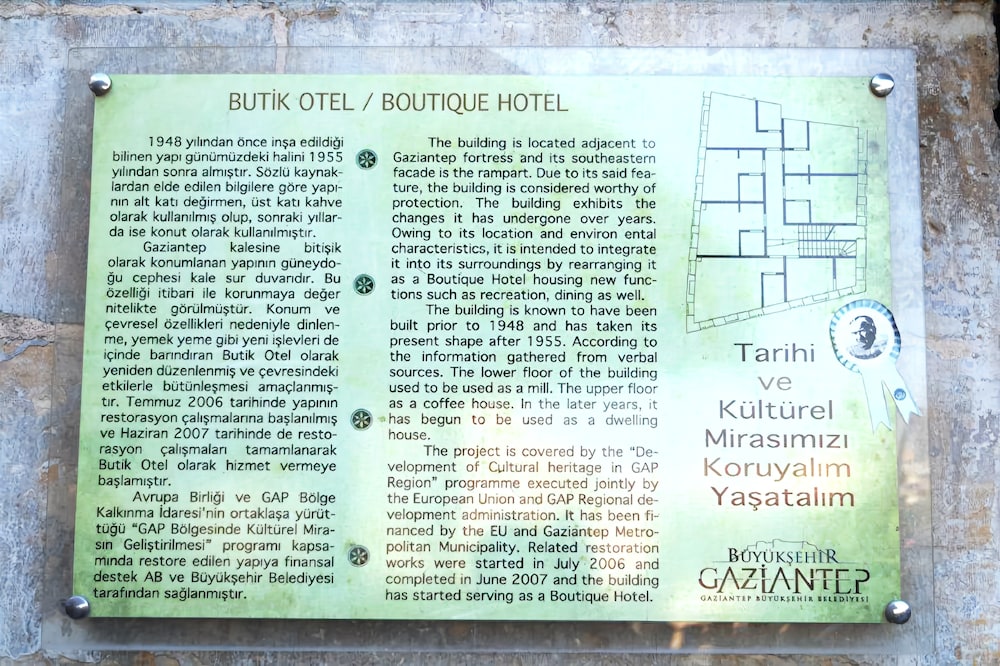 BUTİK OTEL / BOUTIQUE HOTEL
1948 yılından önce inşa edildiği
bilinen yapı günümüzdeki halini 1955
yılından sonra almıştır. Sözlü kaynak-
lardan elde edilen bilgilere göre yapı-
nın alt katı değirmen, üst katı kahve
olarak kullanılmış olup, sonraki yıllar-
da ise konut olarak kullanılmıştır.
Gaziantep kalesine bitişik
olarak konumlanan yapının güneydo-
ğu cephesi kale sur duvarıdır. Bu
özelliği itibari ile korunmaya değer
nitelikte görülmüştür. Konum ve
çevresel özellikleri nedeniyle dinlen-
me, yemek yeme gibi yeni işlevleri de
içinde barındıran Butik Otel olarak
yeniden düzenlenmiş ve çevresindeki
etkilerle bütünleşmesi amaçlanmış-
tır. Temmuz 2006 tarihinde yapının
restorasyon çalışmalarına başlanılmış
ve Haziran 2007 tarihinde de resto-
rasyon çalışmaları tamamlanarak
Butik Otel olarak hizmet vermeye
başlamıştır.
Avrupa Birliği ve GAP Bölge
Kalkınma İdaresi'nin ortaklaşa yürüt-
tüğü “GAP Bölgesinde Kültürel Mira-
sın Geliştirilmesi” programı kapsa-
mında restore edilen yapıya finansal
destek AB ve Büyükşehir Belediyesi
tarafından sağlanmıştır.
The building is located adjacent to
Gaziantep fortress and its southeastern
facade is the rampart. Due to its said fea-
ture, the building is considered worthy of
protection. The building exhibits the
changes it has undergone over years.
Owing to its location and environ ental
characteristics, it is intended to integrate
it into its surroundings by rearranging it
as a Boutique Hotel housing new func-
tions such as recreation, dining as well.
The building is known to have been
built prior to 1948 and has taken its
present shape after 1955. According to
the information gathered from verbal
sources. The lower floor of the building
used to be used as a mill. The upper floor
as a coffee house. In the later years, it
has begun to be used as a dwelling
house.
The project is covered by the “De-
velopment of Cultural heritage in GAP
Region” programme executed jointly by
the European Union and GAP Regional de-
velopment administration. It has been fi-
nanced by the EU and Gaziantep Metro-
politan Municipality. Related restoration
works were started in July 2006 and
completed in June 2007 and the building
has started serving as a Boutique Hotel.
Tarihi
ve
Kültürel
Mirasımızı
Koruyalım
Yaşatalım
BÜYÜKŞEHİR
GAZİANTEP
GAZİANTEP BÜYÜKŞEHİR BELEDİYESİ